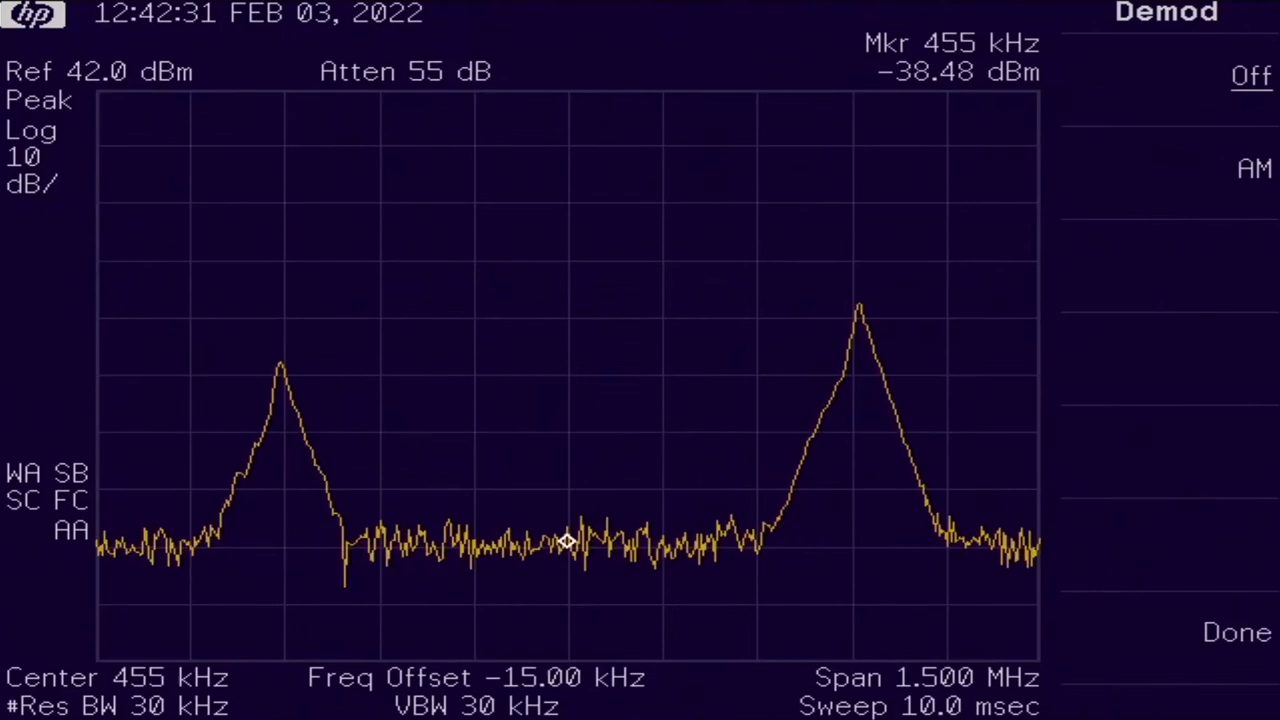 hp 12:42:31 FEB 03, 2022
Demod
Mkr 455 kHz
Ref 42.0 dBm Atten 55 dB -38.48 dBm
Off
Peak
Log
10
dB/
AM
WA SB
SC FC
AA
Done
Center 455 kHz Freq Offset -15.00 kHz Span 1.500 MHz
#Res BW 30 kHz VBW 30 kHz Sweep 10.0 msec